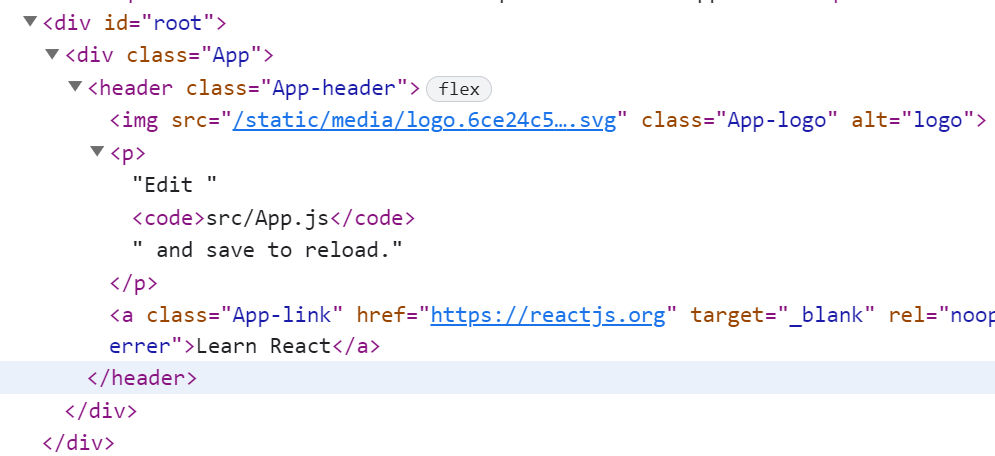 <div id="root">
<div class="App">
<header class="App-header"> flex
<img src="/static/media/logo.6ce24c5….svg" class="App-logo" alt="logo">
<p>
"Edit "
<code>src/App.js</code>
" and save to reload."
</p>
<a class="App-link" href="https://reactjs.org" target="_blank" rel="noop
errer">Learn React</a>
</header>
</div>
</div>